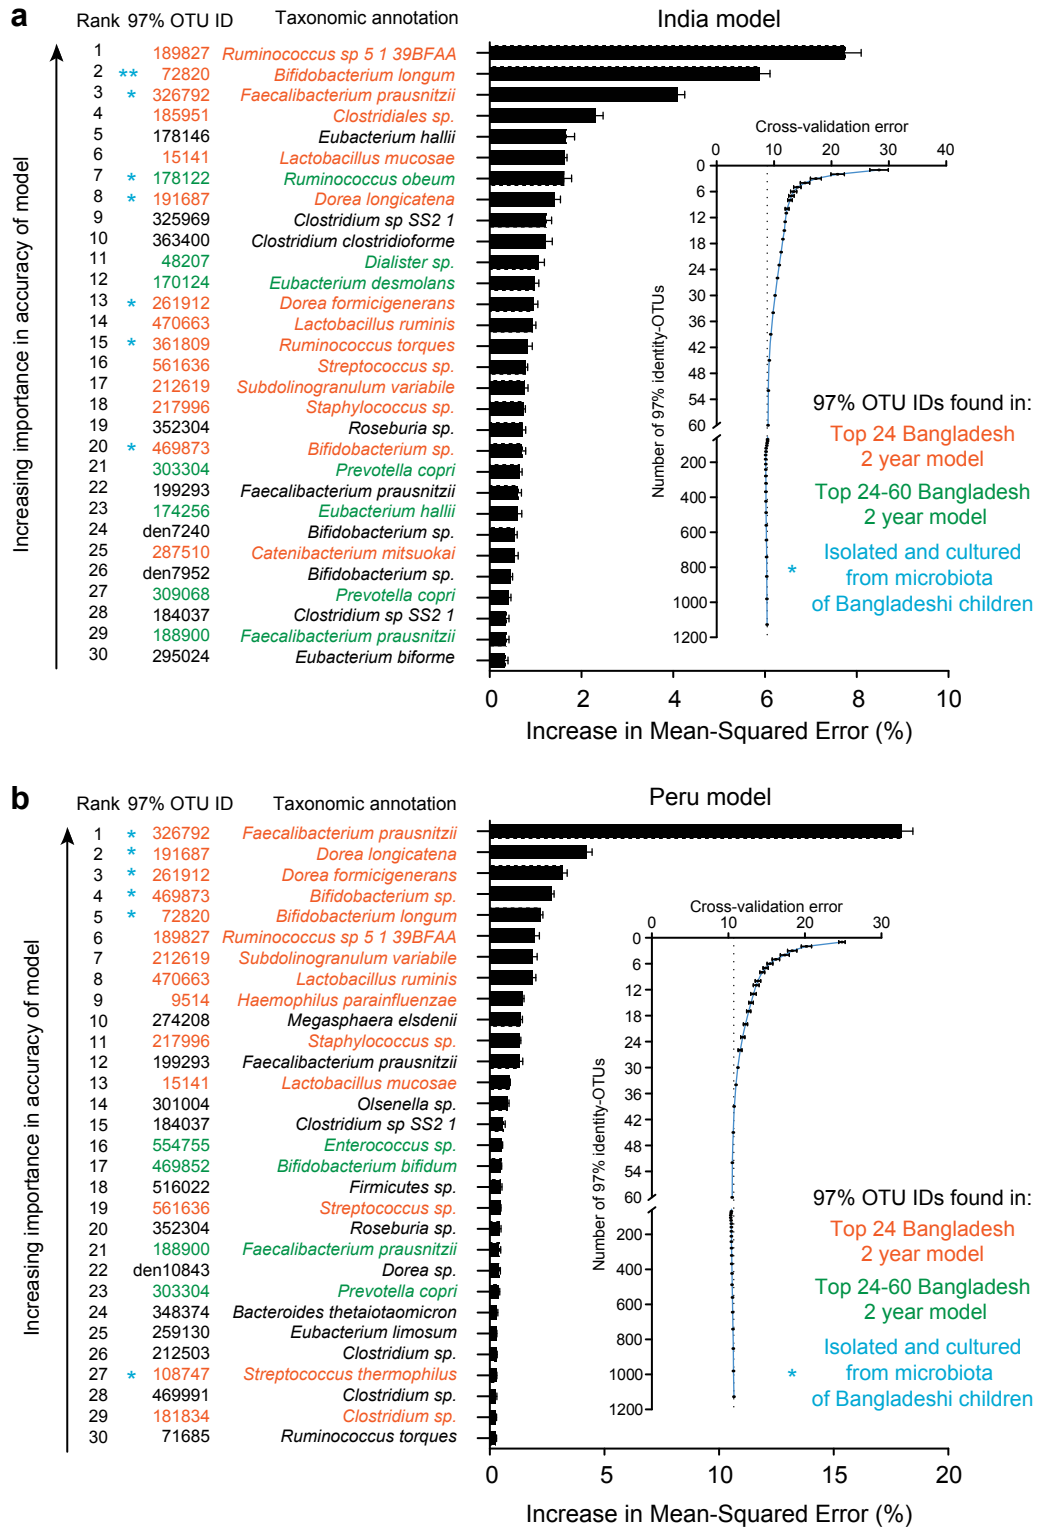 a
Rank 97% OTU ID Taxonomic annotation India model
Increasing importance in accuracy of model
1 189827 Ruminococcus sp 5 1 39BFAA
2 ** 72820 Bifidobacterium longum
3 * 326792 Faecalibacterium prausnitzii
4 185951 Clostridiales sp.
5 178146 Eubacterium hallii
6 15141 Lactobacillus mucosae
7 * 178122 Ruminococcus obeum
8 * 191687 Dorea longicatena
9 325969 Clostridium sp SS2 1
10 363400 Clostridium clostridioforme
11 48207 Dialister sp.
12 170124 Eubacterium desmolans
13 * 261912 Dorea formicigenerans
14 470663 Lactobacillus ruminis
15 * 361809 Ruminococcus torques
16 561636 Streptococcus sp.
17 212619 Subdolinogranulum variabile
18 217996 Staphylococcus sp.
19 352304 Roseburia sp.
20 * 469873 Bifidobacterium sp.
21 303304 Prevotella copri
22 199293 Faecalibacterium prausnitzii
23 174256 Eubacterium hallii
24 den7240 Bifidobacterium sp.
25 287510 Catenibacterium mitsuokai
26 den7952 Bifidobacterium sp.
27 309068 Prevotella copri
28 184037 Clostridium sp SS2 1
29 188900 Faecalibacterium prausnitzii
30 295024 Eubacterium biforme
0 2 4 6 8 10
Increase in Mean-Squared Error (%)
Cross-validation error
0 10 20 30 40
Number of 97% identity-OTUs
0
6
12
18
24
30
36
42
48
54
60
200
400
600
800
1000
1200
97% OTU IDs found in:
Top 24 Bangladesh
2 year model
Top 24-60 Bangladesh
2 year model
Isolated and cultured
* from microbiota
of Bangladeshi children
b
Rank 97% OTU ID Taxonomic annotation Peru model
Increasing importance in accuracy of model
1 * 326792 Faecalibacterium prausnitzii
2 * 191687 Dorea longicatena
3 * 261912 Dorea formicigenerans
4 * 469873 Bifidobacterium sp.
5 * 72820 Bifidobacterium longum
6 189827 Ruminococcus sp 5 1 39BFAA
7 212619 Subdolinogranulum variabile
8 470663 Lactobacillus ruminis
9 9514 Haemophilus parainfluenzae
10 274208 Megasphaera elsdenii
11 217996 Staphylococcus sp.
12 199293 Faecalibacterium prausnitzii
13 15141 Lactobacillus mucosae
14 301004 Olsenella sp.
15 184037 Clostridium sp SS2 1
16 554755 Enterococcus sp.
17 469852 Bifidobacterium bifidum
18 516022 Firmicutes sp.
19 561636 Streptococcus sp.
20 352304 Roseburia sp.
21 188900 Faecalibacterium prausnitzii
22 den10843 Dorea sp.
23 303304 Prevotella copri
24 348374 Bacteroides thetaiotaomicron
25 259130 Eubacterium limosum
26 212503 Clostridium sp.
27 * 108747 Streptococcus thermophilus
28 469991 Clostridium sp.
29 181834 Clostridium sp.
30 71685 Ruminococcus torques
0 5 10 15 20
Increase in Mean-Squared Error (%)
Cross-validation error
0 10 20 30
Number of 97% identity-OTUs
0
6
12
18
24
30
36
42
48
54
60
200
400
600
800
1000
1200
97% OTU IDs found in:
Top 24 Bangladesh
2 year model
Top 24-60 Bangladesh
2 year model
Isolated and cultured
* from microbiota
of Bangladeshi children